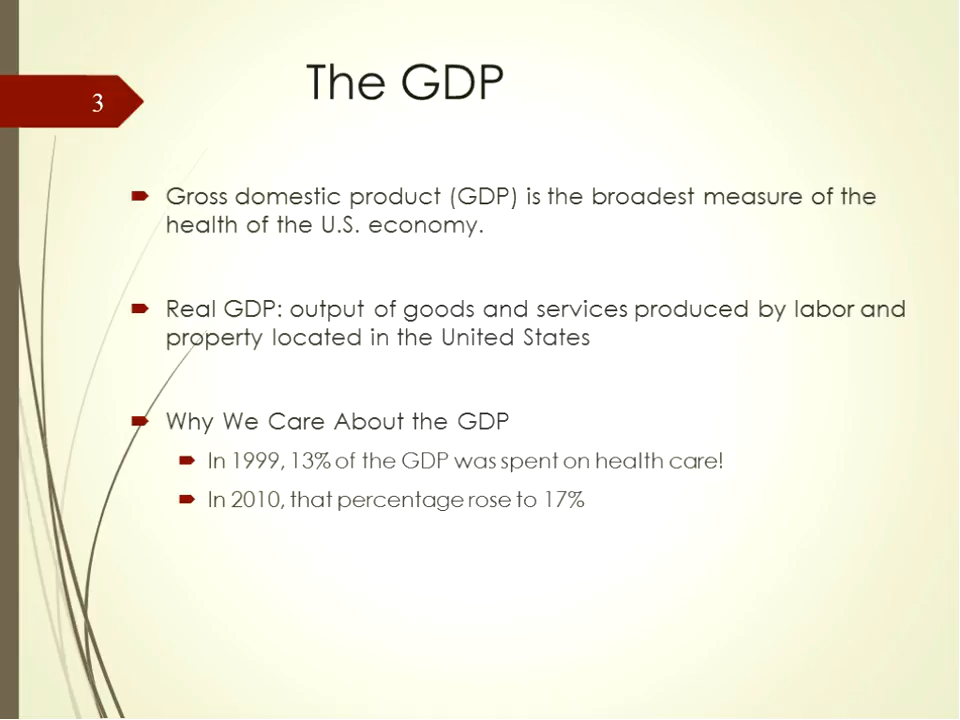 The GDP
3
Gross domestic product (GDP) is the broadest measure of the
health of the U.S. economy.
Real GDP: output of goods and services produced by labor and
property located in the United States
Why We Care About the GDP
In 1999, 13% of the GDP was spent on health care!
In 2010, that percentage rose to 17%